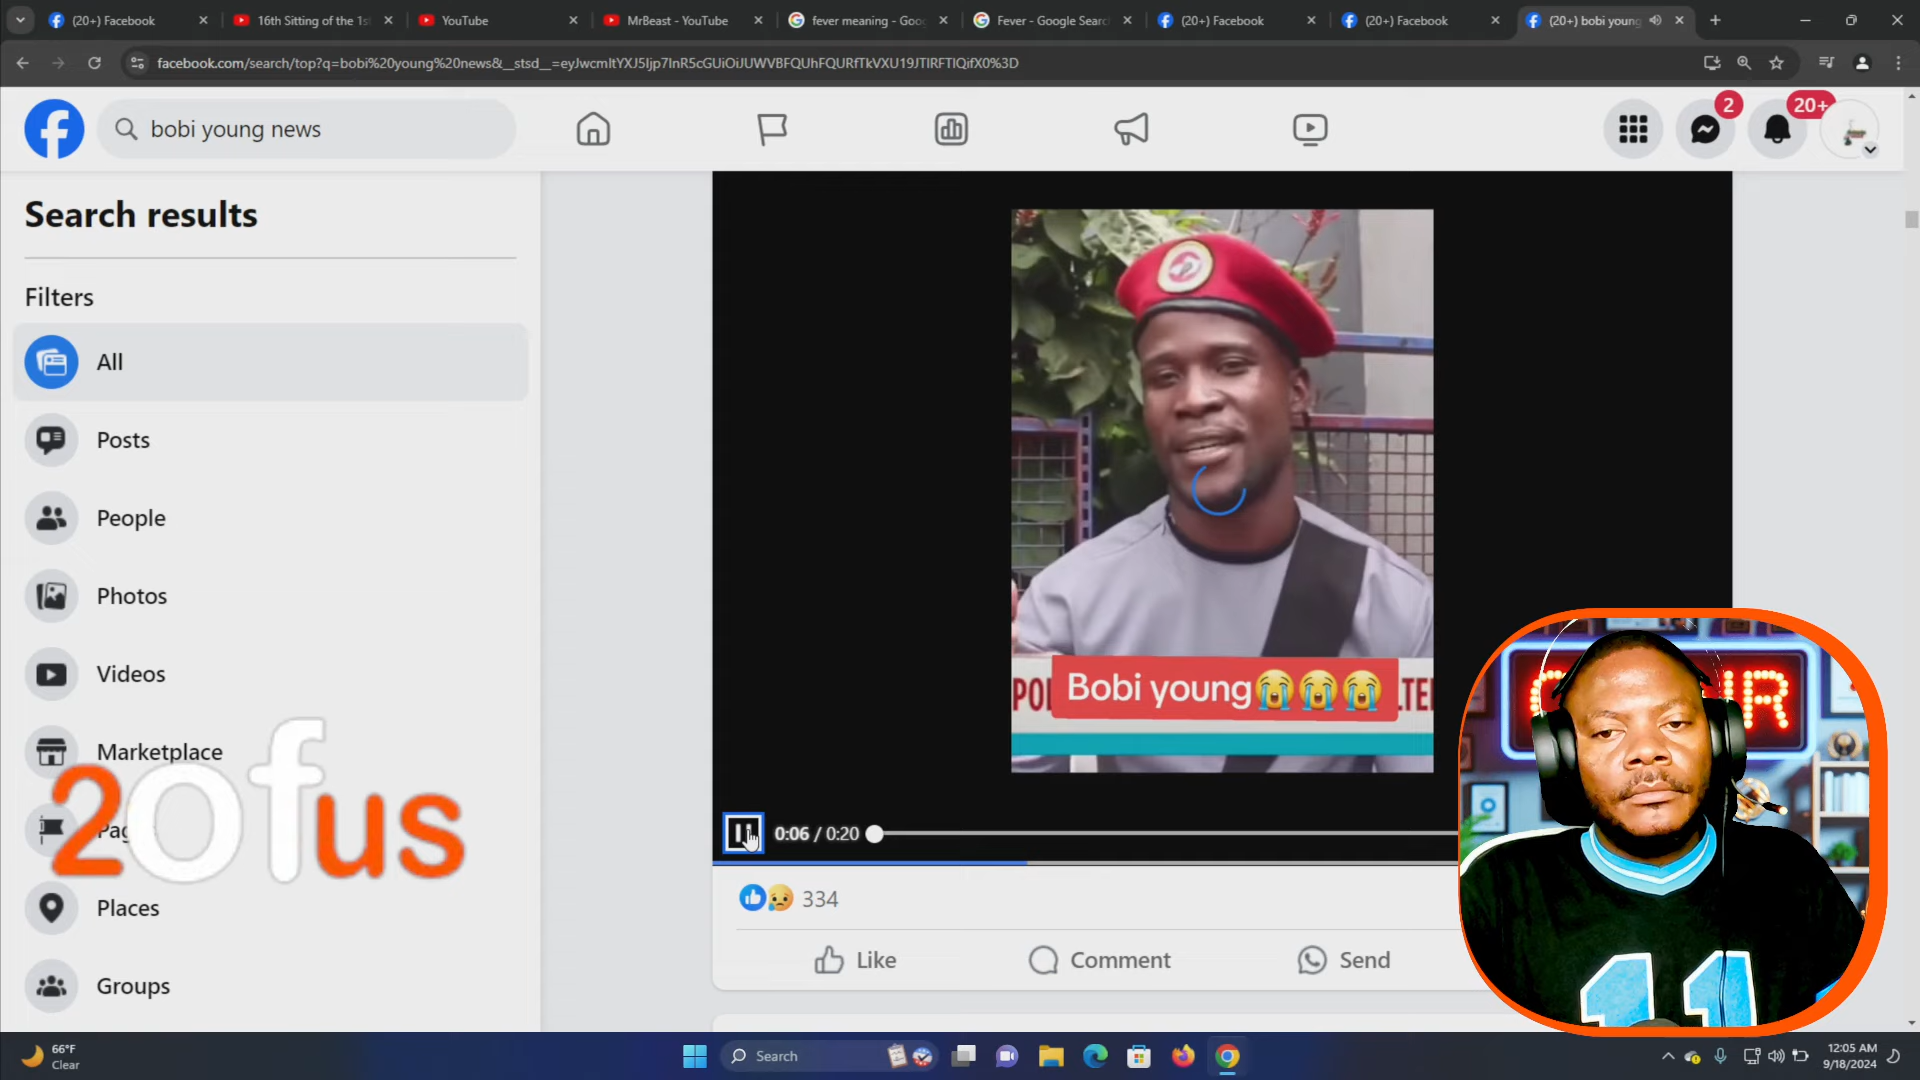 (20+) Facebook
16th Sitting of the 1s
YouTube
MrBeast - YouTube
fever meaning - Goo
Fever - Google Searc
(20+) Facebook
(20+) Facebook
(20+) bobi young
facebook.com/search/top?q=bobi%20young%20news&__stsd__=eyJwcmltYXJ5Ijp7InR5cGUiOiJUWVBFQUhFQURfTkVXU19JTlRFTlQifX0%3D
bobi young news
2
20+
Search results
Filters
All
Posts
People
Photos
Videos
Marketplace
Pag
Places
Groups
2ofus
Bobi young😭😭😭
0:06 / 0:20
334
Like
Comment
Send
11
66°F
Clear
Search
12:05 AM
9/18/2024